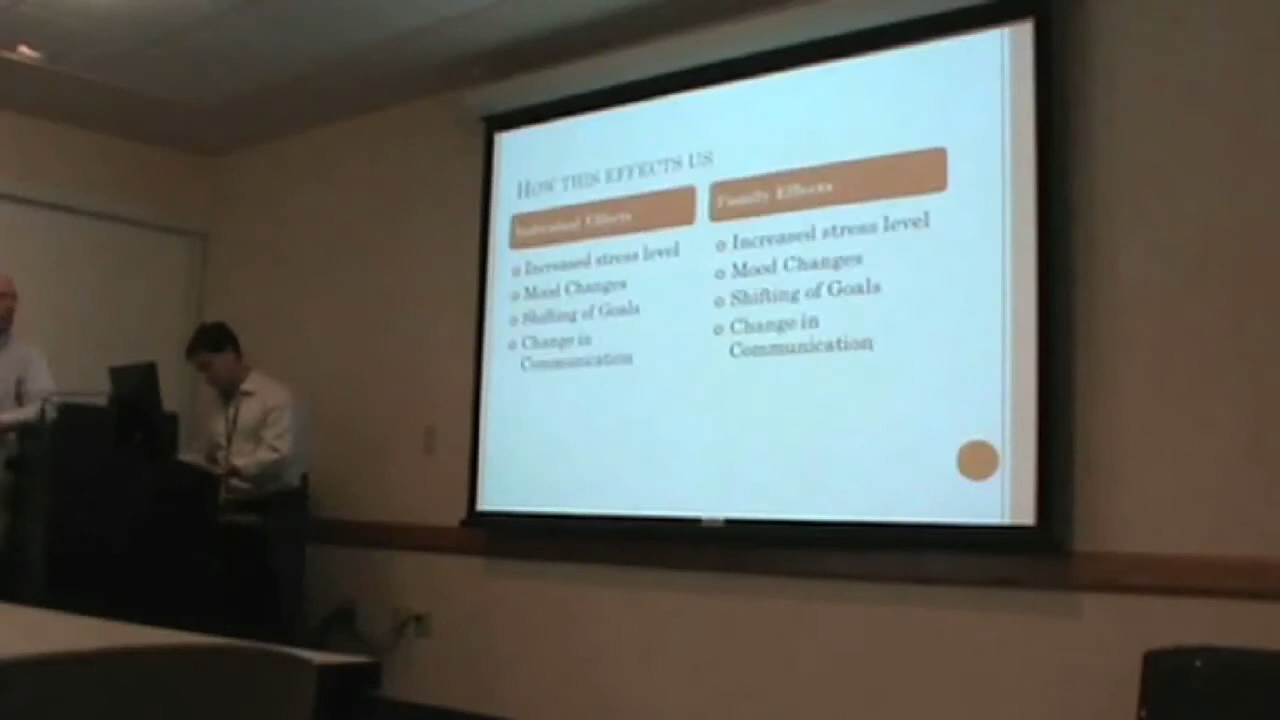 HOW THIS EFFECTS US
Individual Effects
o Increased stress level
o Mood Changes
o Shifting of Goals
o Change in
Communication
Family Effects
o Increased stress level
o Mood Changes
o Shifting of Goals
o Change in
Communication